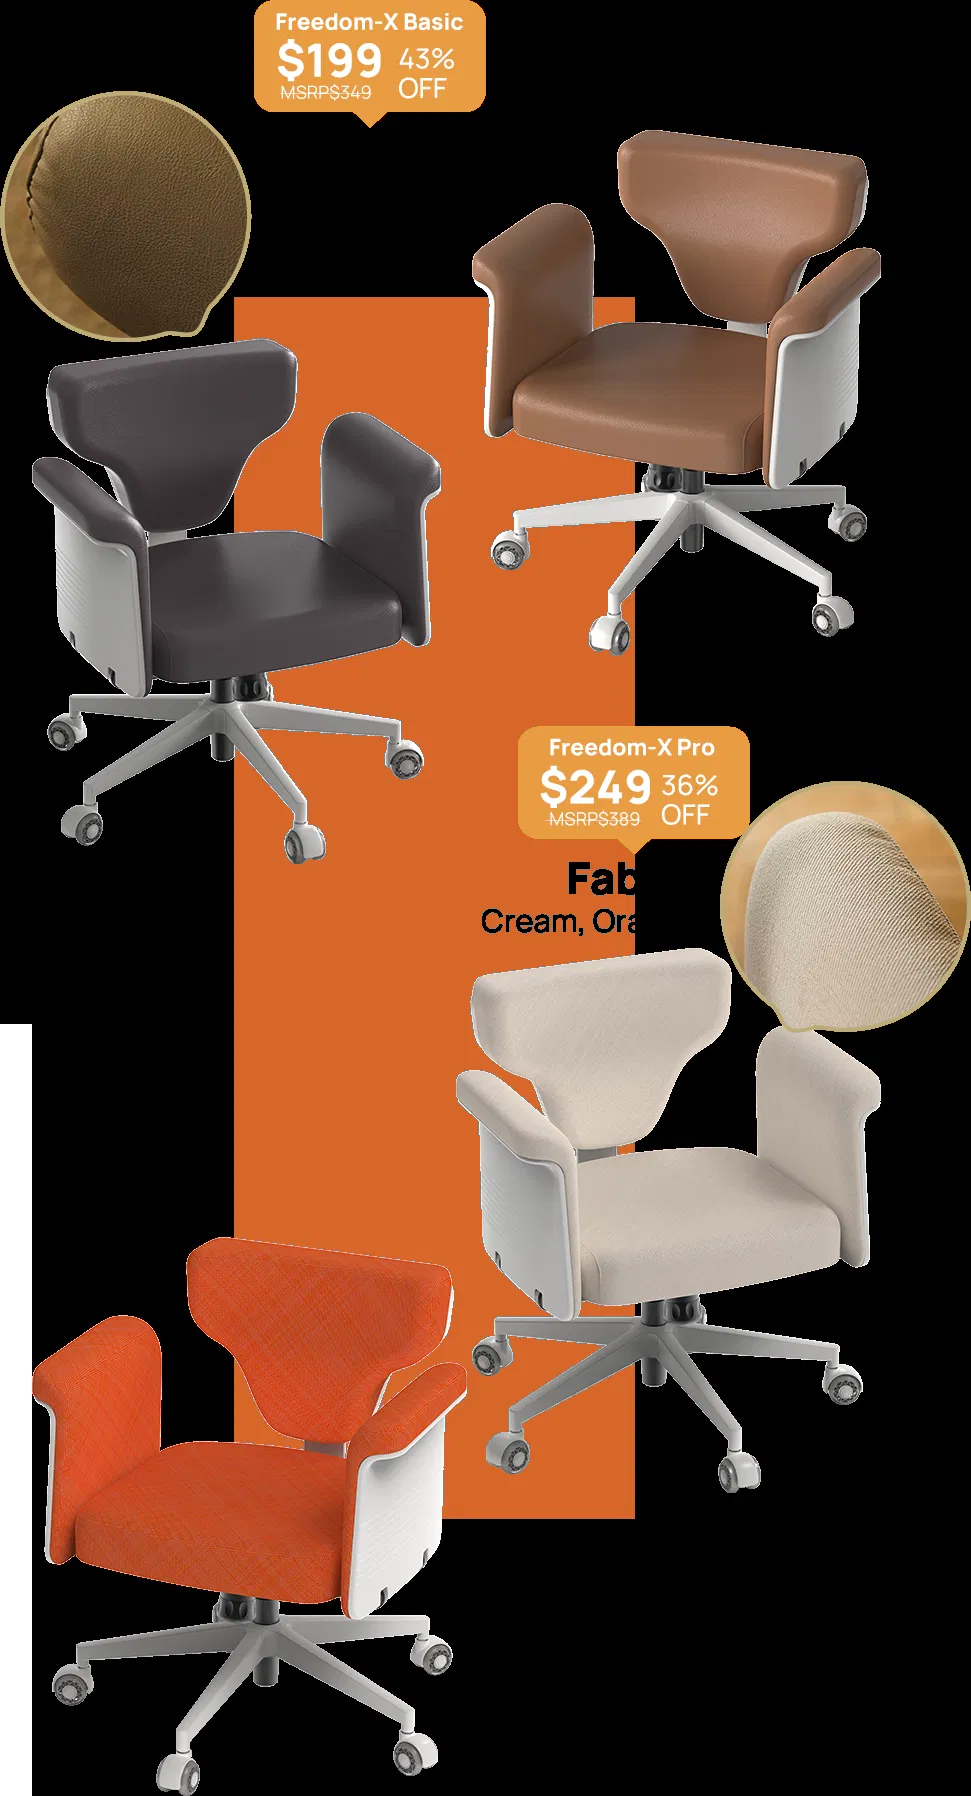 Freedom-X Basic
$199 43%
MSRP$349 OFF
Freedom-X Pro
$249 36%
MSRP$389 OFF
Fab
Cream, Ora